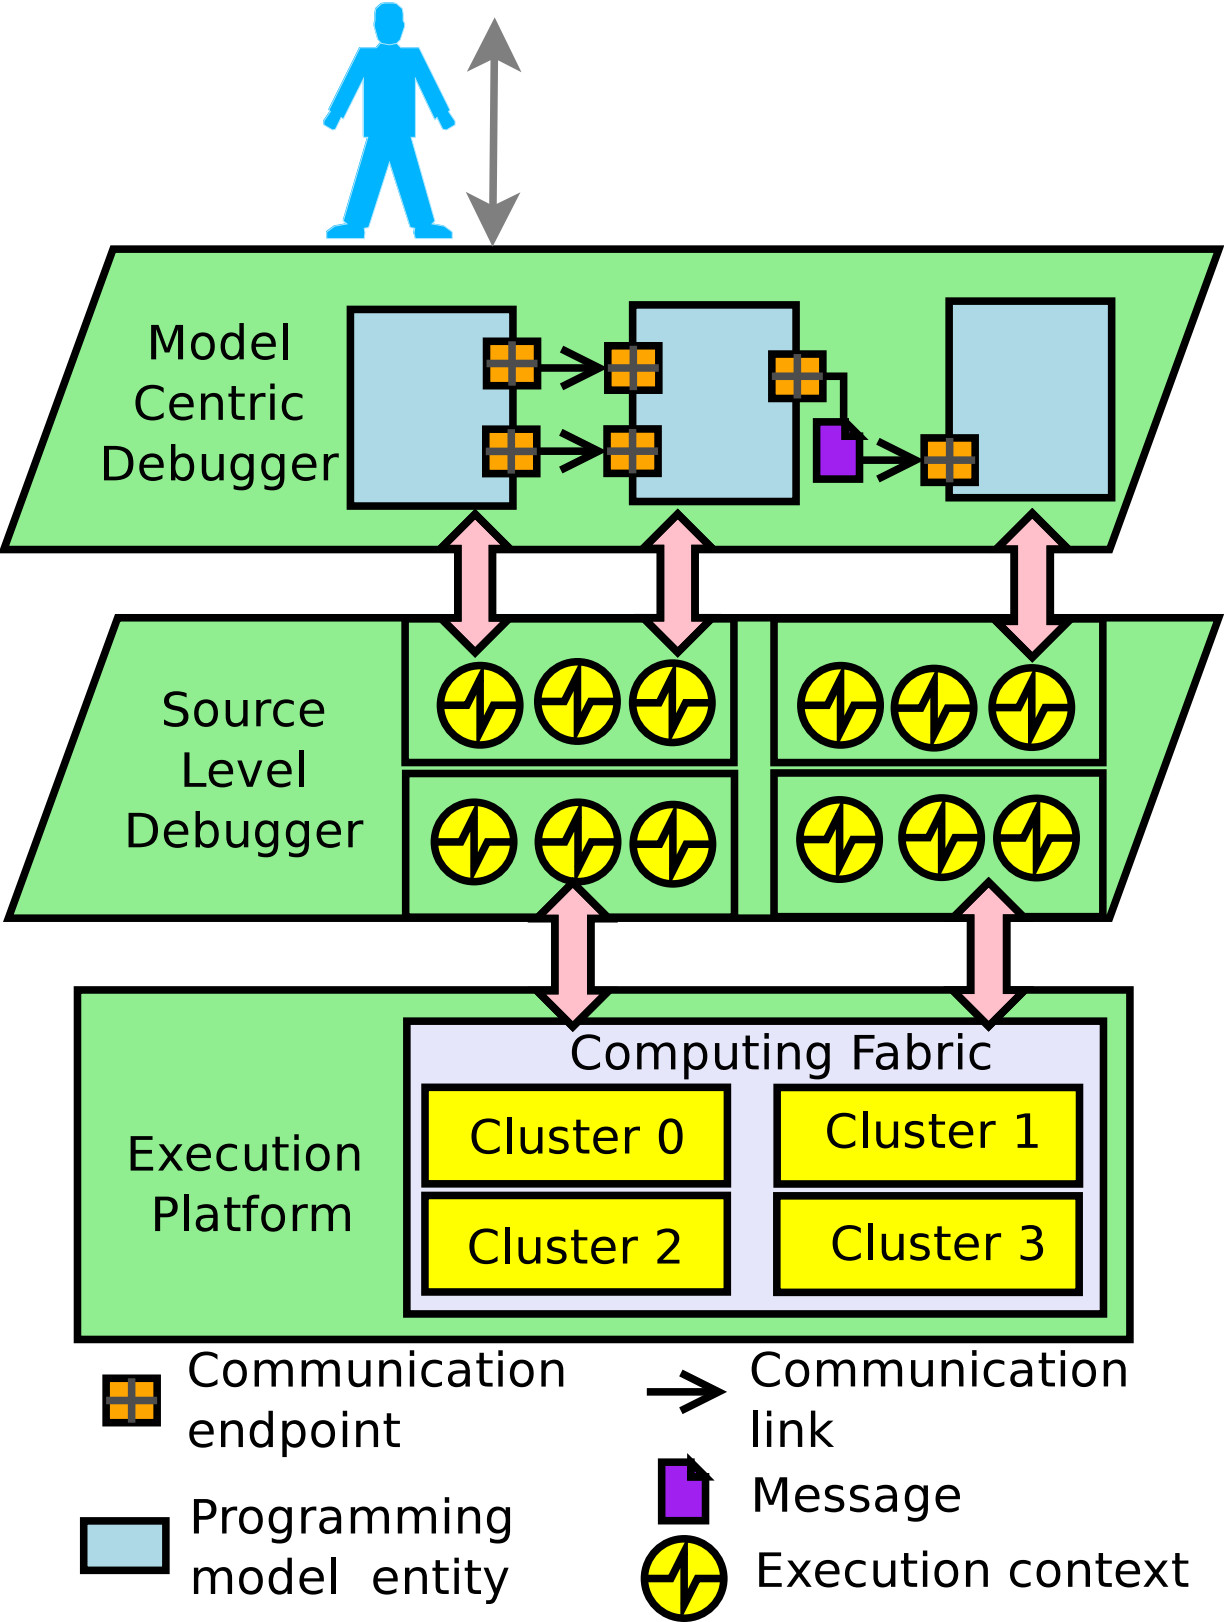 Model
Centric
Debugger
Source
Level
Debugger
Computing Fabric
Execution
Platform
Cluster 0
Cluster 1
Cluster 2
Cluster 3
Communication
endpoint
Communication
link
Programming
model entity
Message
Execution context